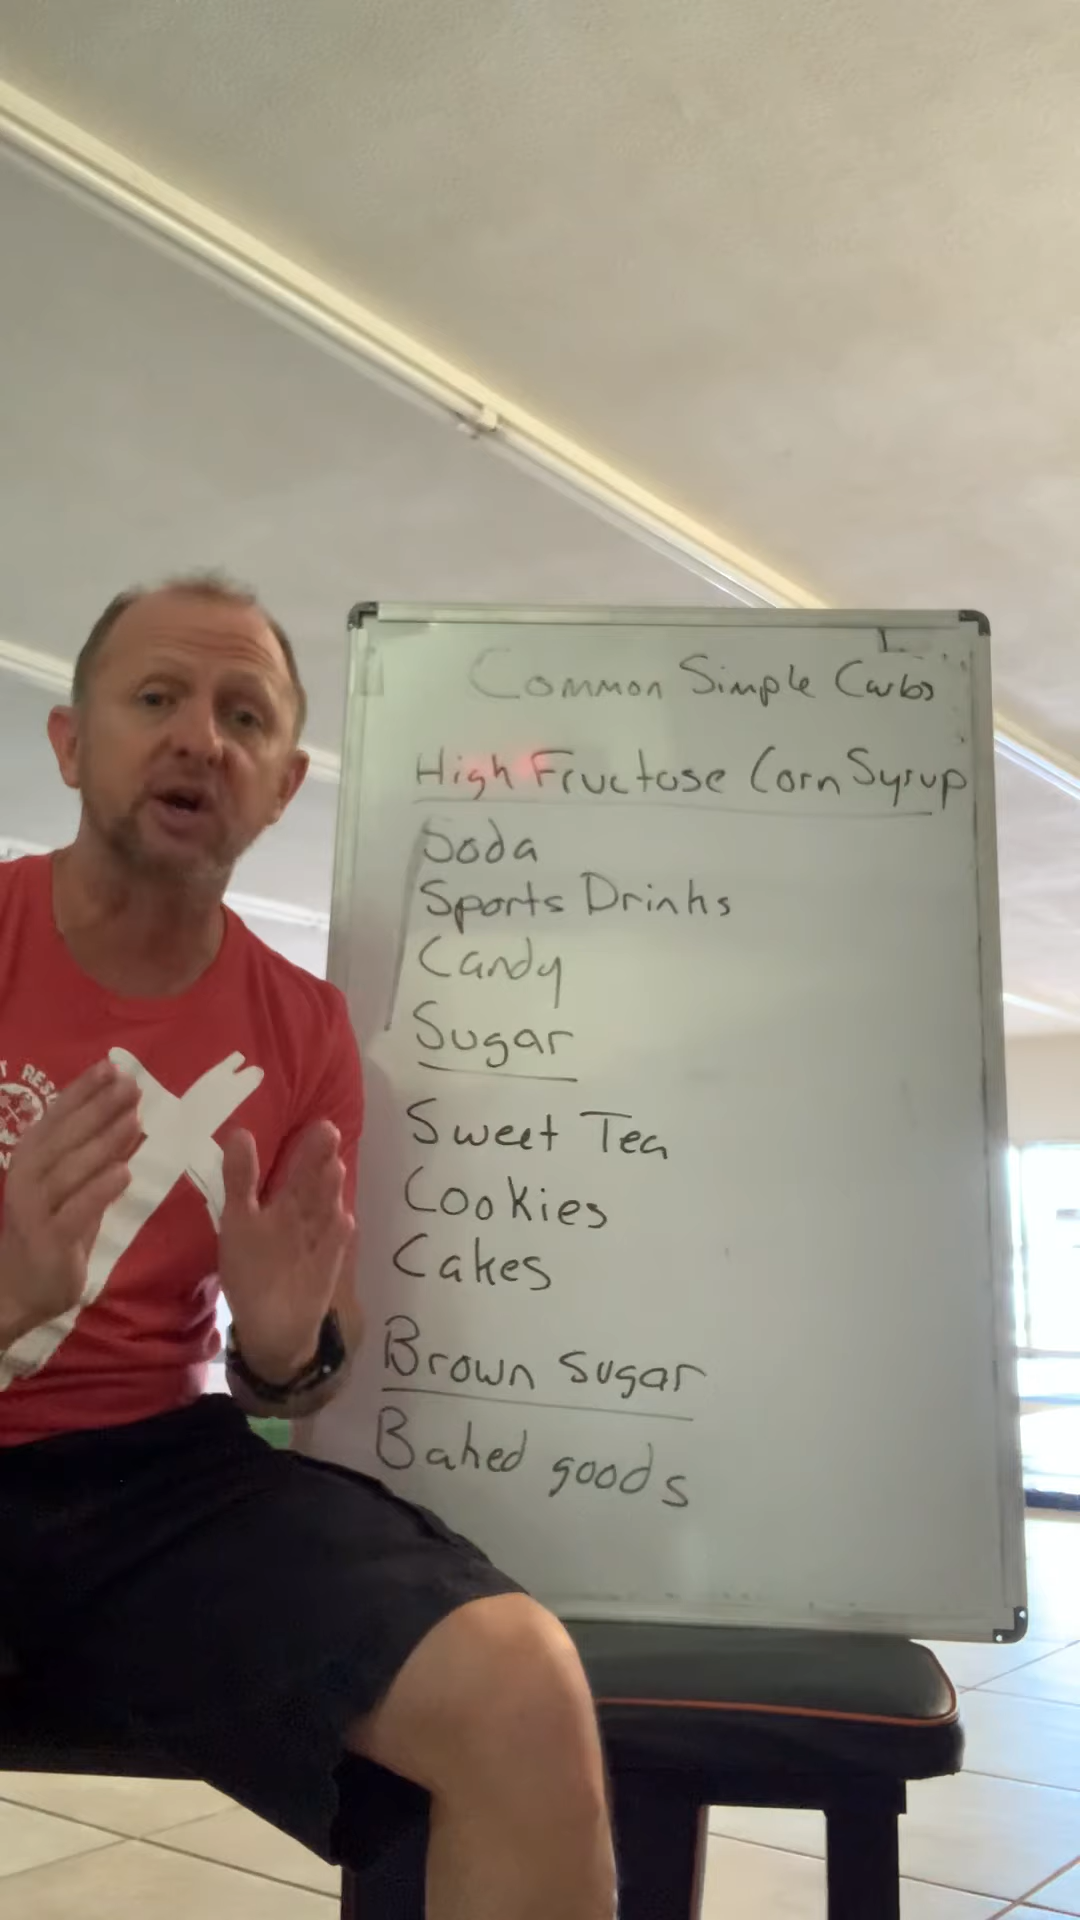 Common Simple Carbs
High Fructose Corn Syrup
Soda
Sports Drinks
Candy
Sugar
Sweet Tea
Cookies
Cakes
Brown sugar
Baked goods